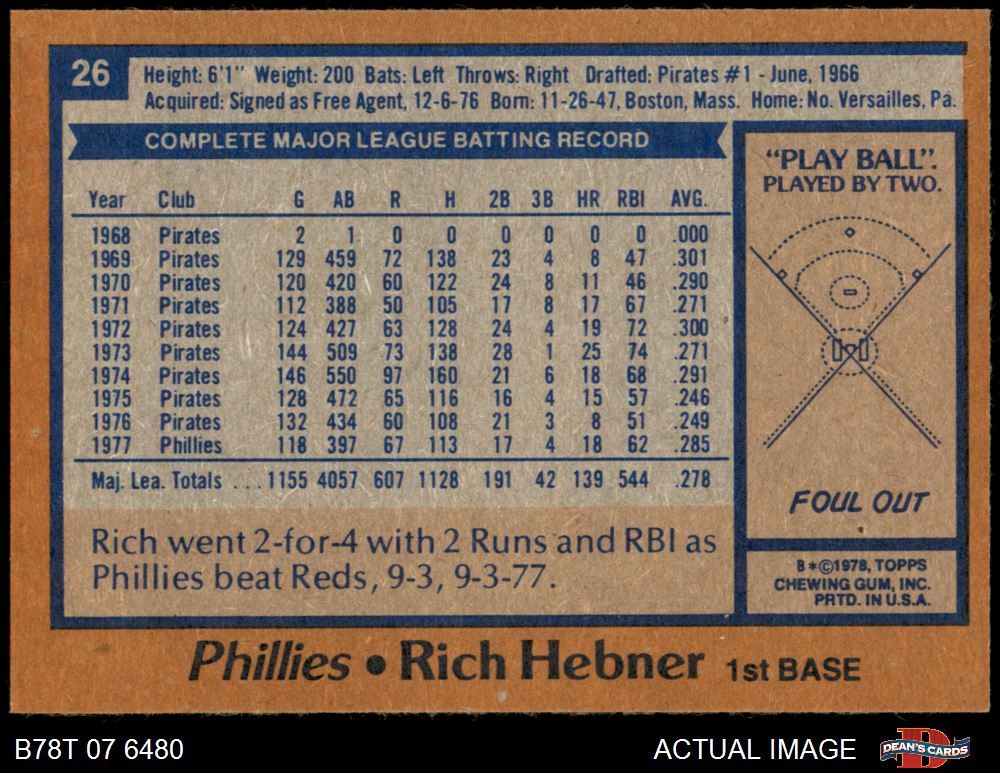 26
Height: 6'1" Weight: 200 Bats: Left Throws: Right Drafted: Pirates #1 - June, 1966
Acquired: Signed as Free Agent, 12-6-76 Born: 11-26-47, Boston, Mass. Home: No. Versailles, Pa.
COMPLETE MAJOR LEAGUE BATTING RECORD
Year Club G AB R H 2B 3B HR RBI AVG.
1968 Pirates 2 1 0 0 0 0 0 0 .000
1969 Pirates 129 459 72 138 23 4 8 47 .301
1970 Pirates 120 420 60 122 24 8 11 46 .290
1971 Pirates 112 388 50 105 17 8 17 67 .271
1972 Pirates 124 427 63 128 24 4 19 72 .300
1973 Pirates 144 509 73 138 28 1 25 74 .271
1974 Pirates 146 550 97 160 21 6 18 68 .291
1975 Pirates 128 472 65 116 16 4 15 57 .246
1976 Pirates 132 434 60 108 21 3 8 51 .249
1977 Phillies 118 397 67 113 17 4 18 62 .285
Maj. Lea. Totals ...1155 4057 607 1128 191 42 139 544 .278
Rich went 2-for-4 with 2 Runs and RBI as
Phillies beat Reds, 9-3, 9-3-77.
"PLAY BALL".
PLAYED BY TWO.
FOUL OUT
B*©1978, TOPPS
CHEWING GUM, INC.
PRTD. IN U.S.A.
Phillies • Rich Hebner 1st BASE
B78T 07 6480
ACTUAL IMAGE
DEAN'S CARDS